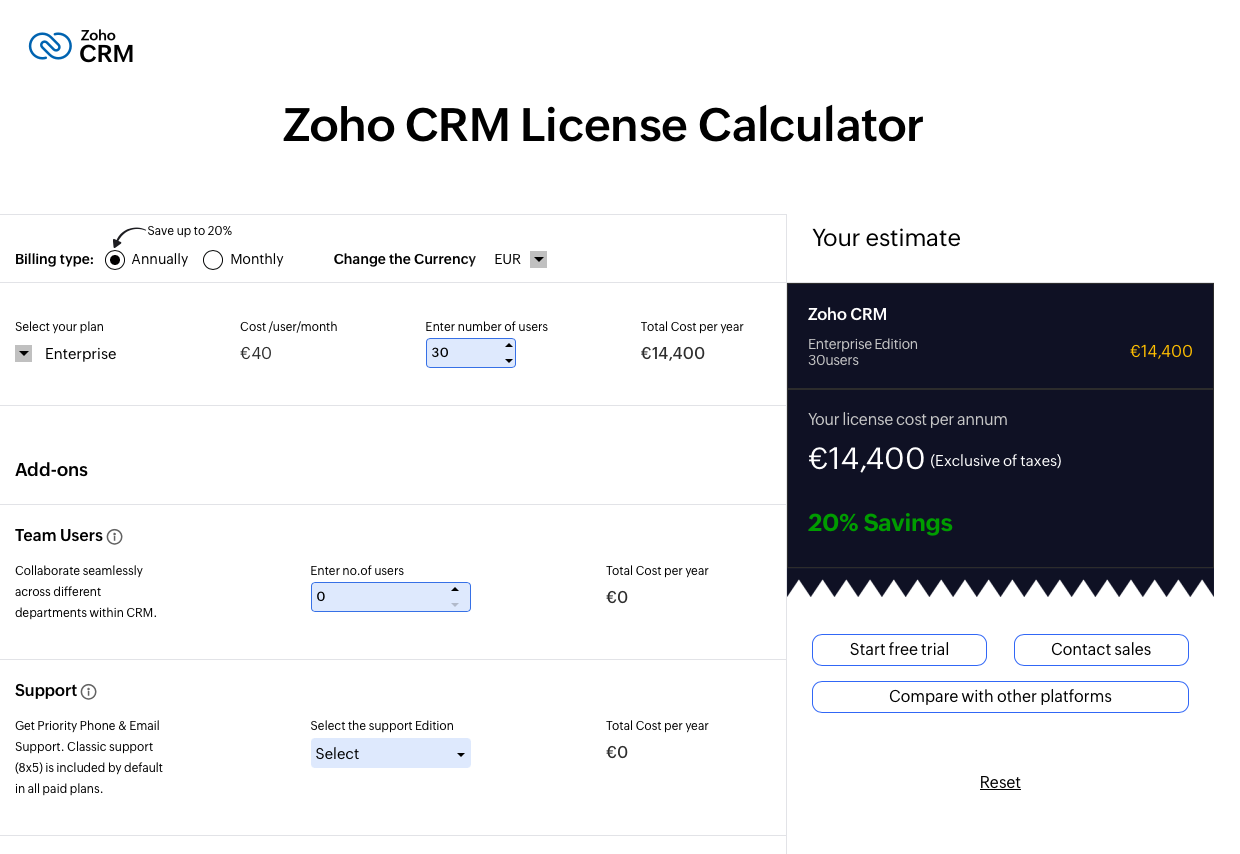 Zoho
CRM
Zoho CRM License Calculator
Save up to 20%
Billing type: Annually Monthly Change the Currency EUR
Select your plan Cost /user/month Enter number of users Total Cost per year
Enterprise €40 30 €14,400
Add-ons
Team Users
Collaborate seamlessly
across different
departments within CRM.
Enter no.of users
0
Total Cost per year
€0
Support
Get Priority Phone & Email
Support. Classic support
(8x5) is included by default
in all paid plans.
Select the support Edition
Select
Total Cost per year
€0
Your estimate
Zoho CRM
Enterprise Edition
30users
€14,400
Your license cost per annum
€14,400 (Exclusive of taxes)
20% Savings
Start free trial Contact sales
Compare with other platforms
Reset